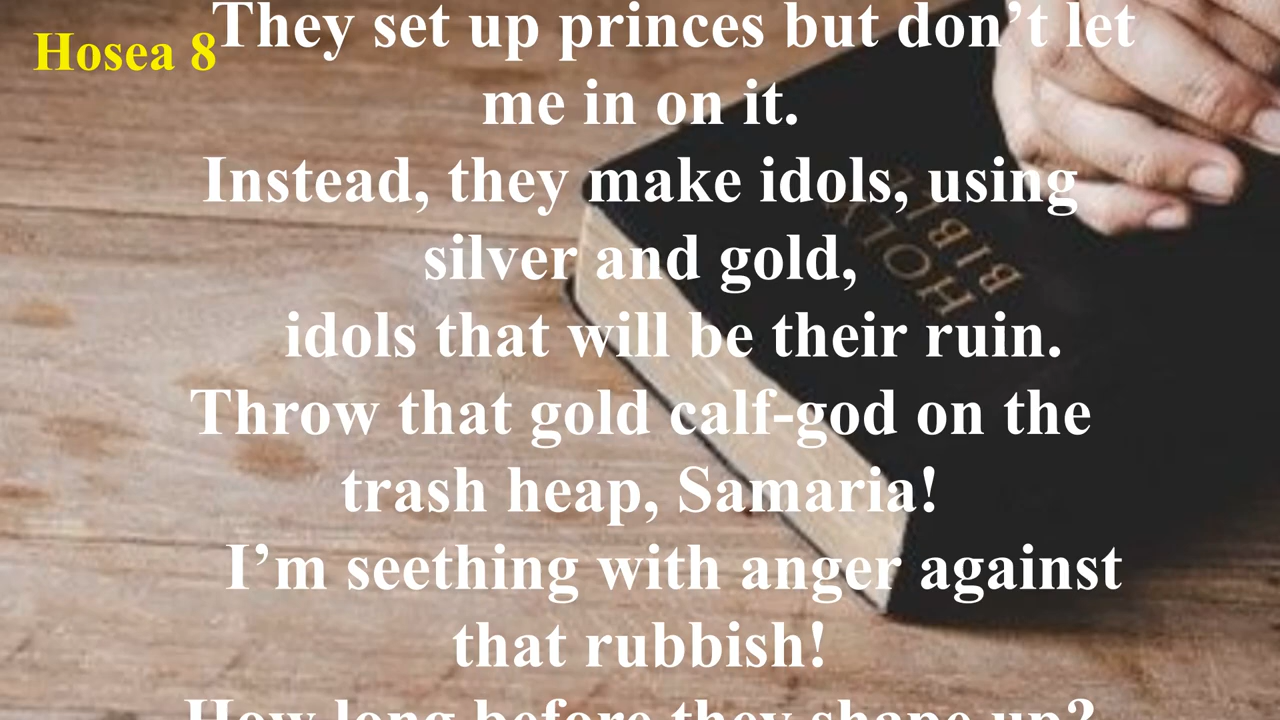 Hosea 8
They set up princes but don’t let
me in on it.
Instead, they make idols, using
silver and gold,
idols that will be their ruin.
Throw that gold calf-god on the
trash heap, Samaria!
I’m seething with anger against
that rubbish!
How long before they shape up?
HOLY
BIBLE